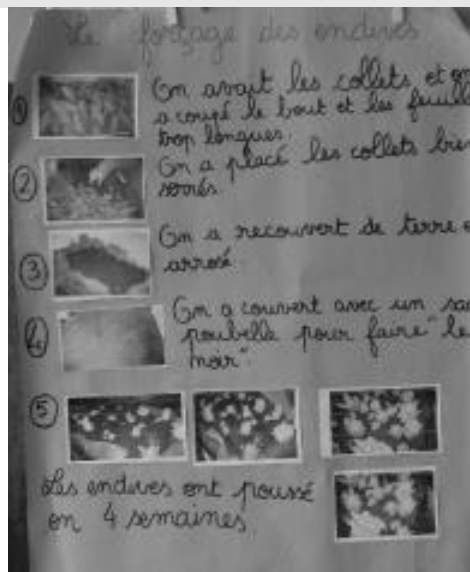 Le forçage des endives
① On avait les collets et on
a coupé le bout et les feuill
trop longues.
② On a placé les collets bien
serrés.
③ On a recouvert de terre e
arrosé
4. On a couvert avec un sac
poubelle pour faire "le
noir".
⑤
Les endives ont poussé
en 4 semaines.